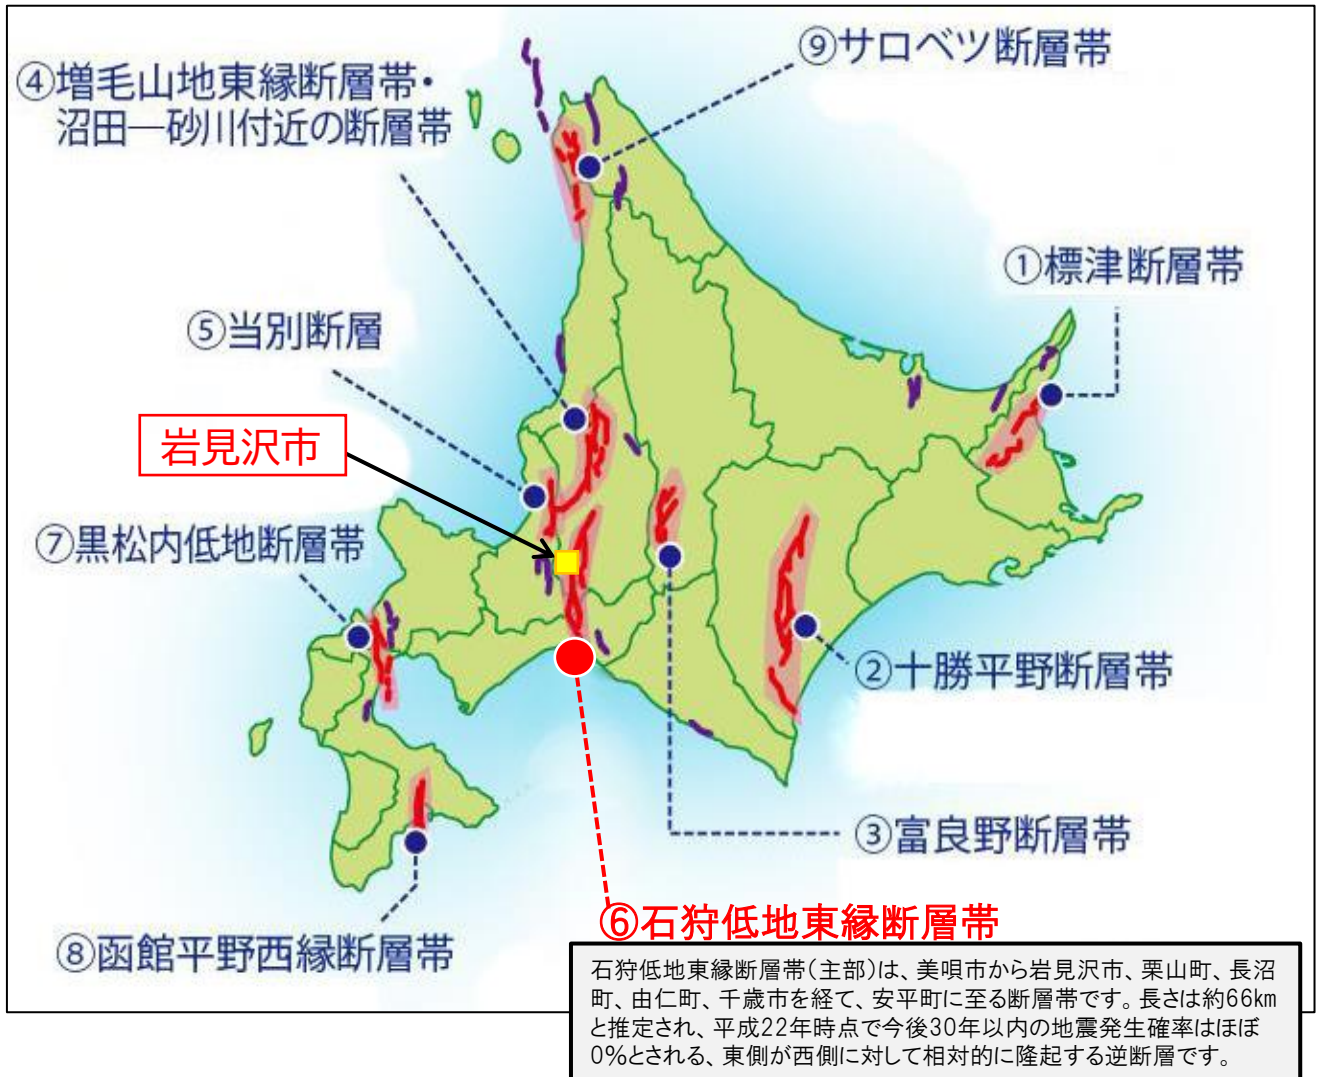 ⑨サロベツ断層帯
④増毛山地東縁断層帯・
沼田―砂川付近の断層帯
①標津断層帯
⑤当別断層
岩見沢市
⑦黒松内低地断層帯
②十勝平野断層帯
③富良野断層帯
⑥石狩低地東縁断層帯
⑧函館平野西縁断層帯
石狩低地東縁断層帯(主部)は、美唄市から岩見沢市、栗山町、長沼
町、由仁町、千歳市を経て、安平町に至る断層帯です。長さは約66km
と推定され、平成22年時点で今後30年以内の地震発生確率はほぼ
0%とされる、東側が西側に対して相対的に隆起する逆断層です。